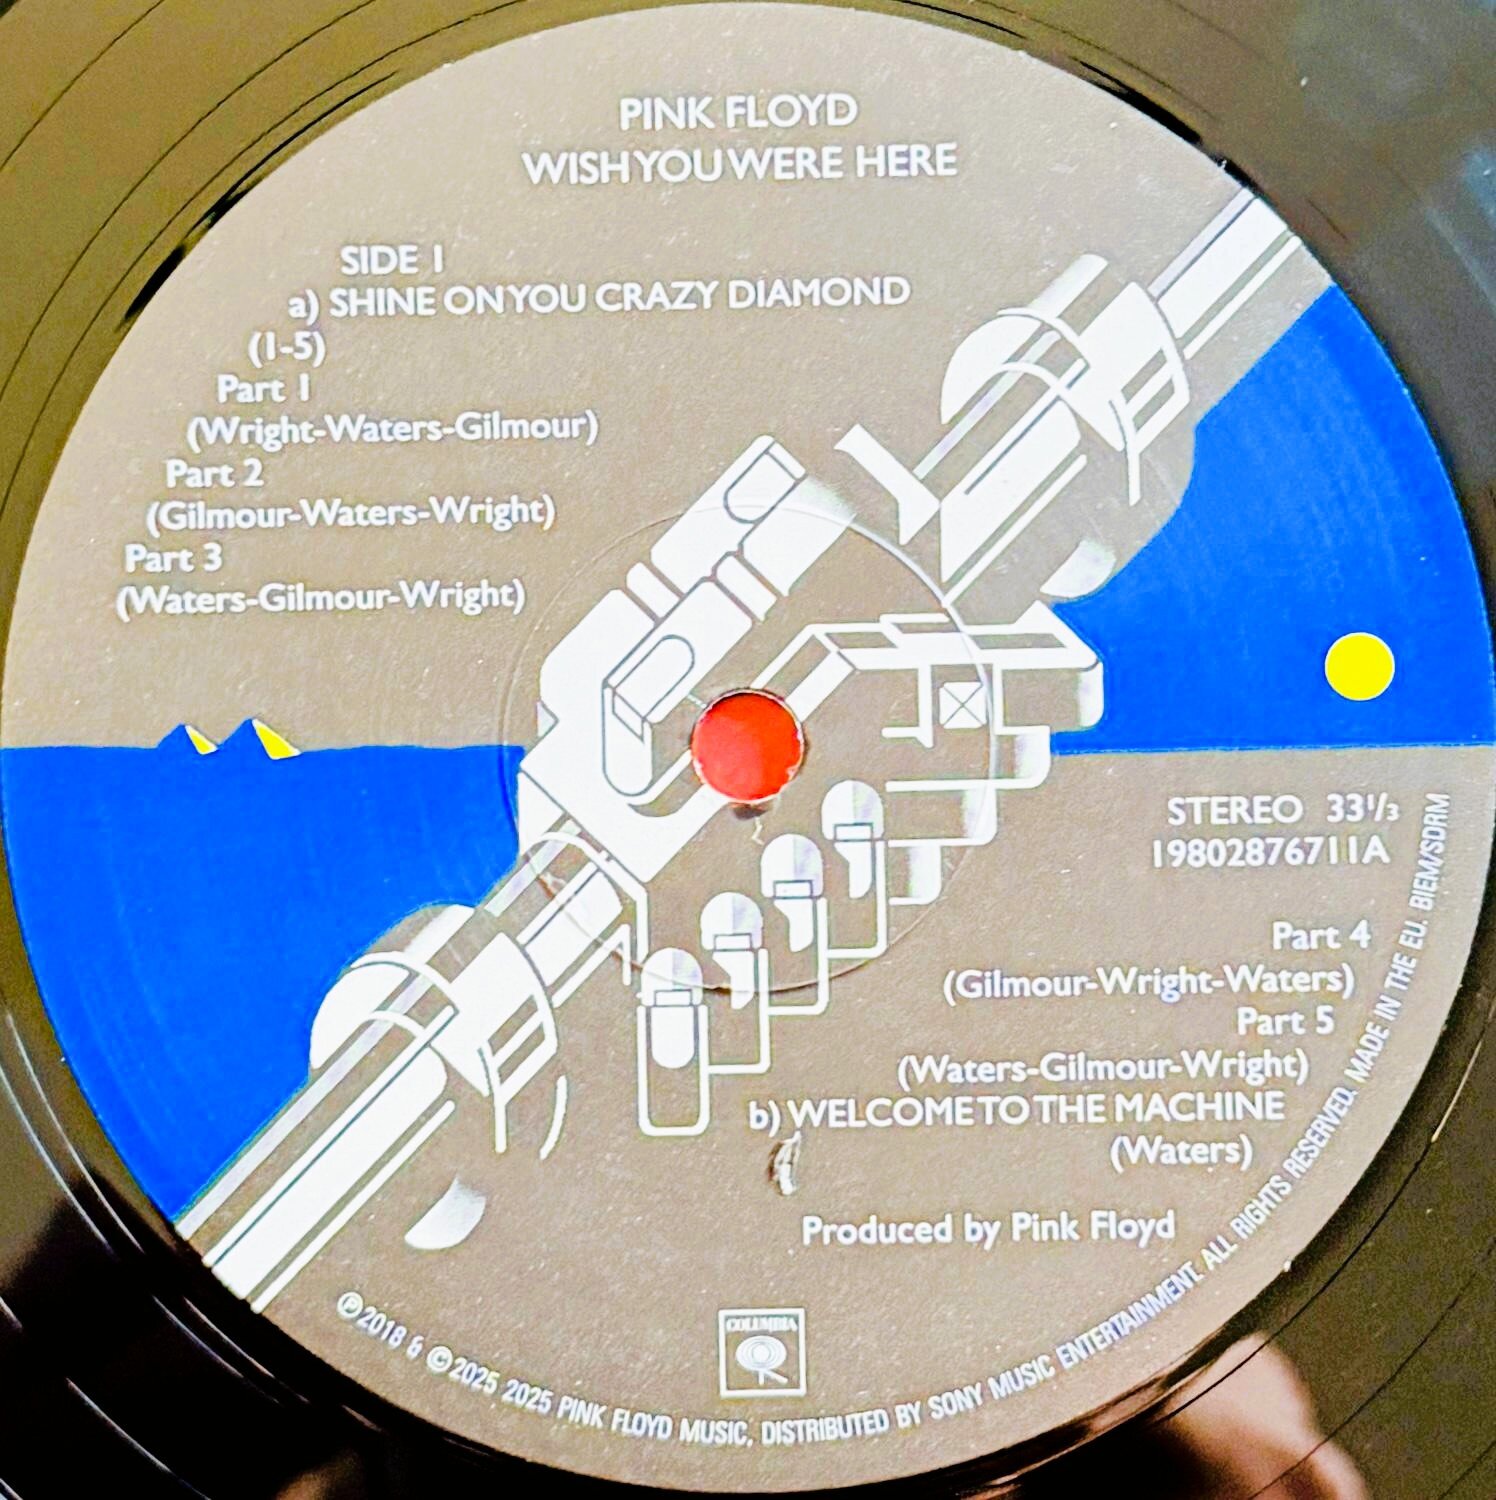 PINK FLOYD
WISH YOU WERE HERE
SIDE 1
a) SHINE ON YOU CRAZY DIAMOND
(1-5)
Part 1
(Wright-Waters-Gilmour)
Part 2
(Gilmour-Waters-Wright)
Part 3
(Waters-Gilmour-Wright)
STEREO 33⅓
19802876711A
Part 4
(Gilmour-Wright-Waters)
Part 5
(Waters-Gilmour-Wright)
b) WELCOME TO THE MACHINE
(Waters)
Produced by Pink Floyd
COLUMBIA
℗ 2018 & © 2025 2025 PINK FLOYD MUSIC, DISTRIBUTED BY SONY MUSIC ENTERTAINMENT. ALL RIGHTS RESERVED. MADE IN THE EU. BIEM/SDRM